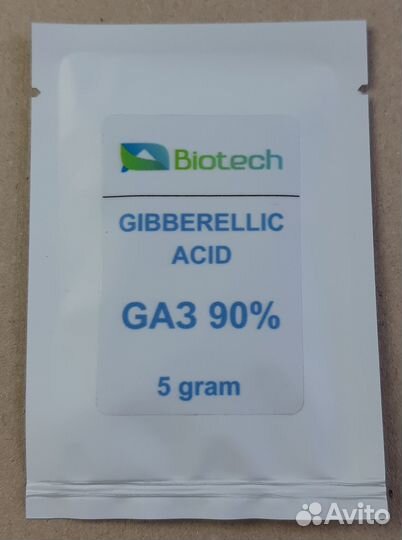 Biotech
GIBBERELLIC
ACID
GA3 90%
5 gram
Avito